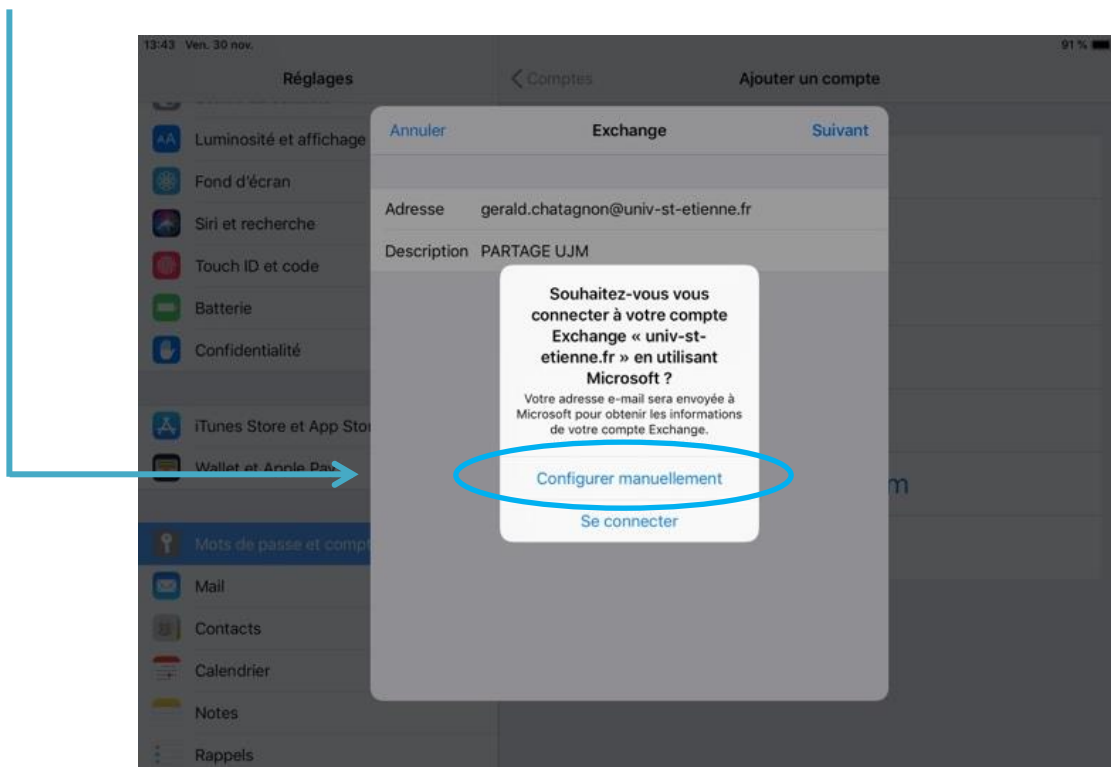 13:43 Ven. 30 nov. 91 %
Réglages
Comptes
Ajouter un compte
Luminosité et affichage
Fond d'écran
Siri et recherche
Touch ID et code
Batterie
Confidentialité
iTunes Store et App Sto
Wallet et Apple Pay
Mots de passe et compt
Mail
Contacts
Calendrier
Notes
Rappels
Annuler
Exchange
Suivant
Adresse gerald.chatagnon@univ-st-etienne.fr
Description PARTAGE UJM
Souhaitez-vous vous
connecter à votre compte
Exchange « univ-st-
etienne.fr » en utilisant
Microsoft ?
Votre adresse e-mail sera envoyée à
Microsoft pour obtenir les informations
de votre compte Exchange.
Configurer manuellement
Se connecter
m